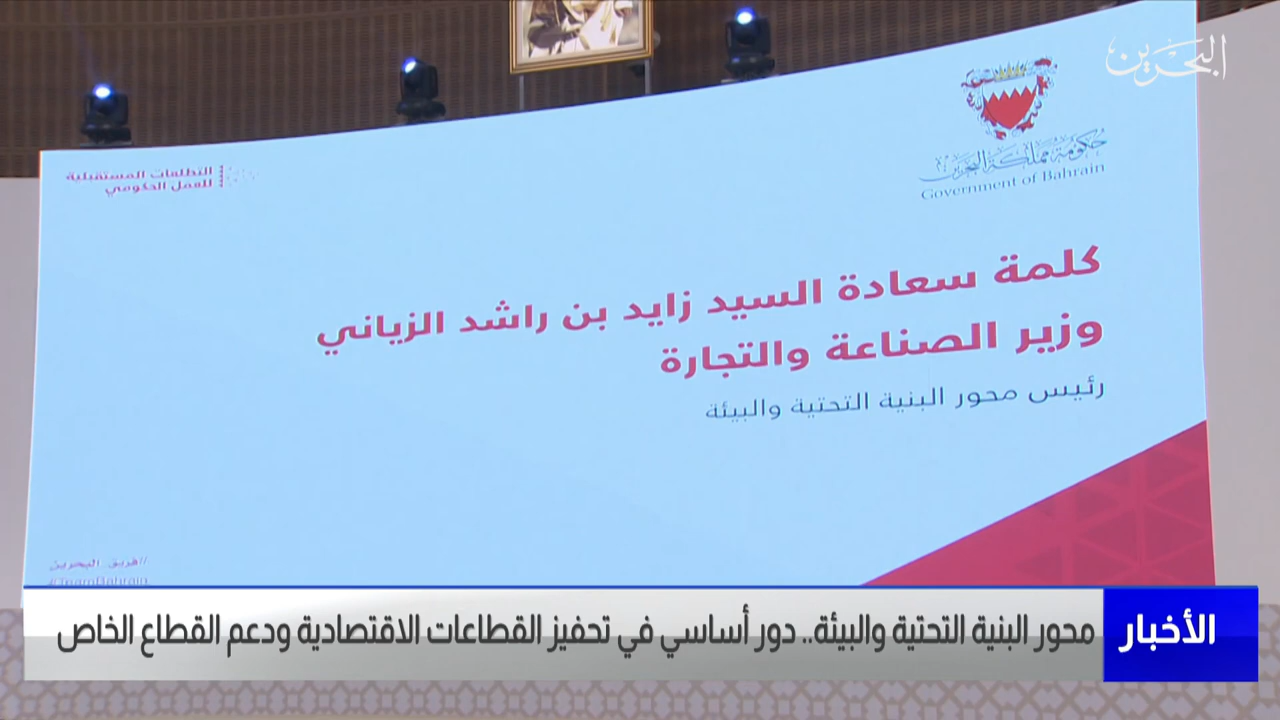 البحرين
حكومة مملكة البحرين
Government of Bahrain
التطلعات المستقبلية
للعمل الحكومي
كلمة سعادة السيد زايد بن راشد الزياني
وزير الصناعة والتجارة
رئيس محور البنية التحتية والبيئة
#فريق_البحرين
#TeamBahrain
الأخبار
محور البنية التحتية والبيئة.. دور أساسي في تحفيز القطاعات الاقتصادية ودعم القطاع الخاص